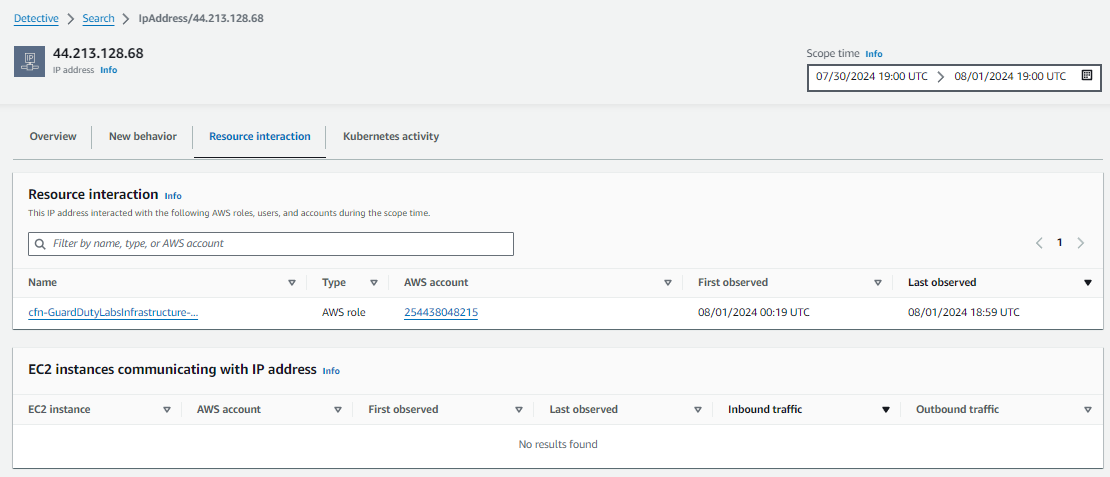 Detective > Search > IpAddress/44.213.128.68
IP
44.213.128.68
IP address Info
Scope time Info
07/30/2024 19:00 UTC > 08/01/2024 19:00 UTC
Overview New behavior Resource interaction Kubernetes activity
Resource interaction Info
This IP address interacted with the following AWS roles, users, and accounts during the scope time.
Filter by name, type, or AWS account
< 1 >
Name Type AWS account First observed Last observed
cfn-GuardDutyLabsInfrastructure-... AWS role 254438048215 08/01/2024 00:19 UTC 08/01/2024 18:59 UTC
EC2 instances communicating with IP address Info
EC2 instance AWS account First observed Last observed Inbound traffic Outbound traffic
No results found